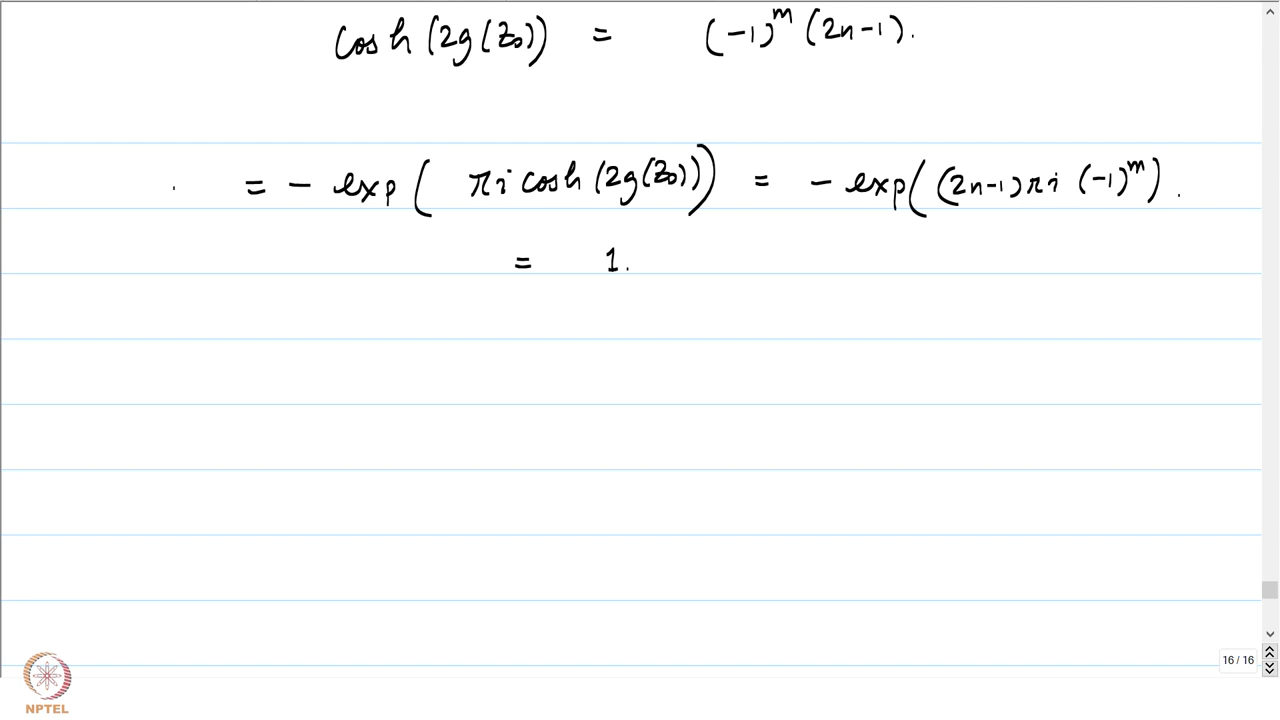 cosh (2g(z₀)) = (-1)^m (2n-1).
= - exp ( πi cosh (2g(z₀)) ) = - exp( (2n-1)πi (-1)^m ).
= 1.
16 / 16
NPTEL